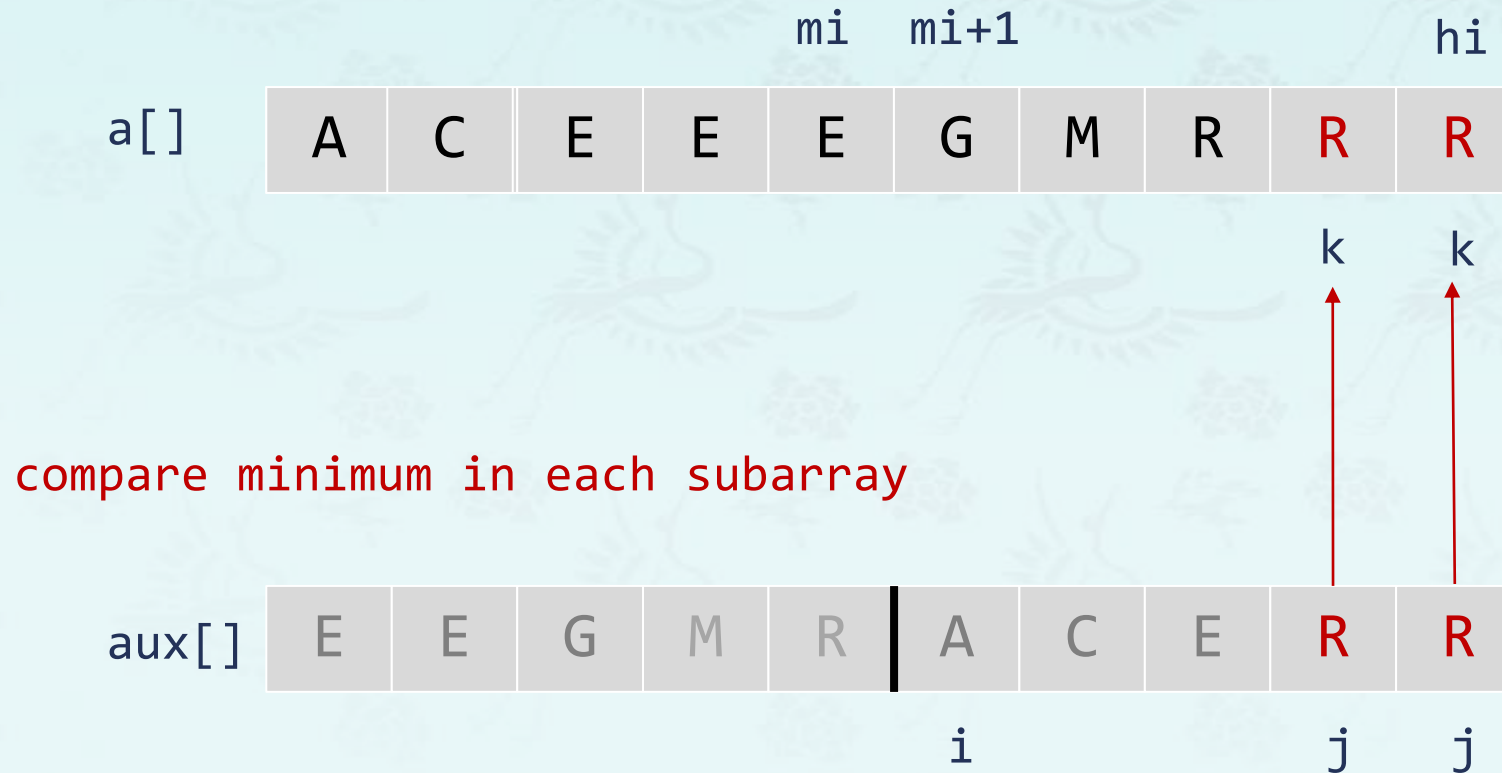 mi mi+1 hi
a[] A C E E E G M R R R
k k
compare minimum in each subarray
aux[] E E G M R A C E R R
i j j